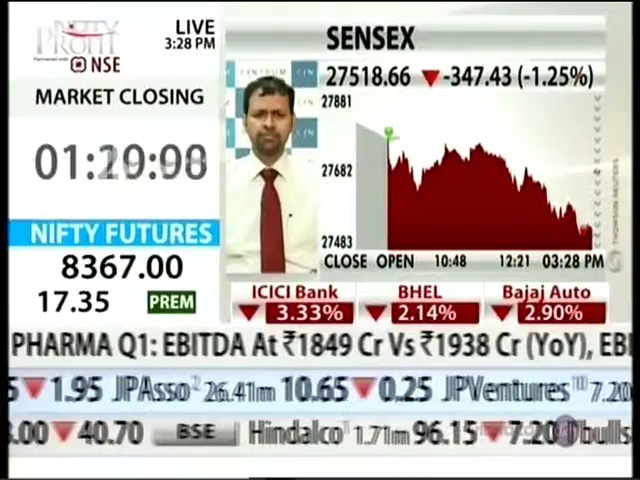 NDTV PROFIT
Partnered with NSE
LIVE
3:28 PM
MARKET CLOSING
NIFTY FUTURES
8367.00
17.35 PREM
SENSEX
27518.66 ▼-347.43 (-1.25%)
27881
27682
27483
CLOSE OPEN 10:48 12:21 03:28 PM
THOMSON REUTERS
ICICI Bank BHEL Bajaj Auto
▼ 3.33% ▼ 2.14% ▼ 2.90%
PHARMA Q1: EBITDA At ₹1849 Cr Vs ₹1938 Cr (YoY), EBI
▼1.95 JPAsso 26.41m 10.65▼0.25 JPVentures 7.20
▼40.70 BSE Hindalco 1.71m 96.15▼7.20